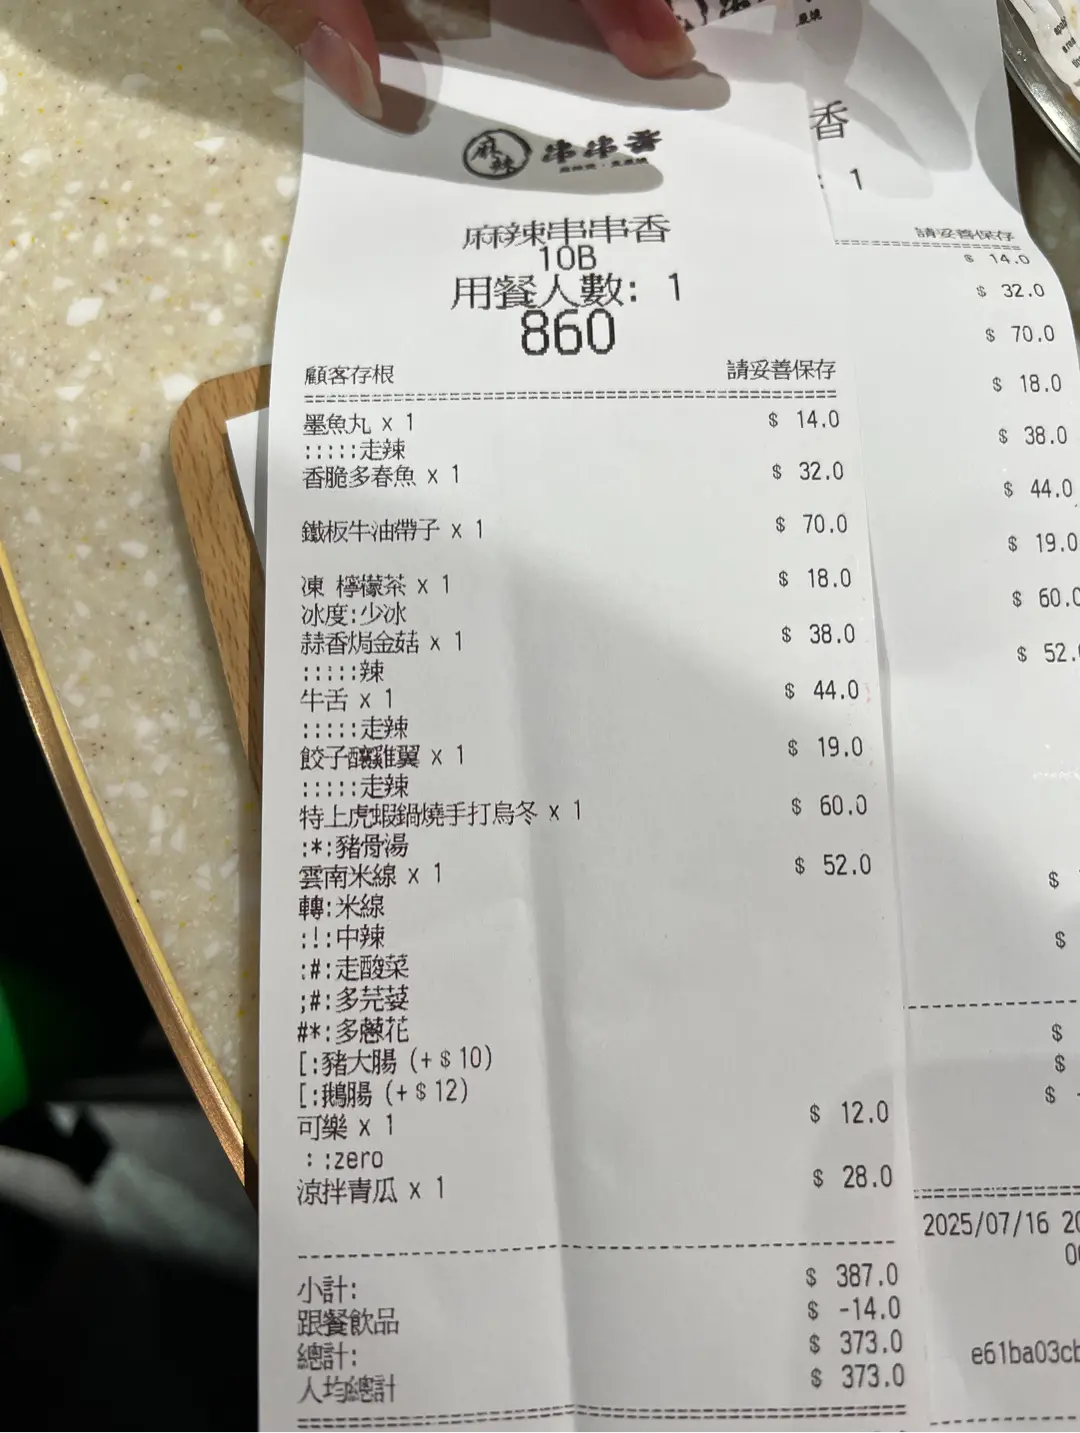 麻辣 串串香
麻辣串串香
10B
用餐人數: 1
860
顧客存根 請妥善保存
墨魚丸 x 1 $ 14.0
:::::走辣
香脆多春魚 x 1 $ 32.0
鐵板牛油帶子 x 1 $ 70.0
凍 檸檬茶 x 1 $ 18.0
冰度:少冰
蒜香焗金菇 x 1 $ 38.0
:::::辣
牛舌 x 1 $ 44.0
:::::走辣
餃子釀雞翼 x 1 $ 19.0
:::::走辣
特上虎蝦鍋燒手打烏冬 x 1 $ 60.0
:*:豬骨湯
雲南米線 x 1 $ 52.0
轉:米線
:!:中辣
:#:走酸菜
;#:多芫荽
#*:多蔥花
[:豬大腸 (+$10)
[:鵝腸 (+$12)
可樂 x 1 $ 12.0
::zero
涼拌青瓜 x 1 $ 28.0
小計: $ 387.0
跟餐飲品 $ -14.0
總計: $ 373.0
人均總計 $ 373.0
香
: 1
請妥善保存
$ 14.0
$ 32.0
$ 70.0
$ 18.0
$ 38.0
$ 44.0
$ 19.0
$ 60.0
$ 52.
$
$
$
$
$ -
2025/07/16 20
00
e61ba03cb